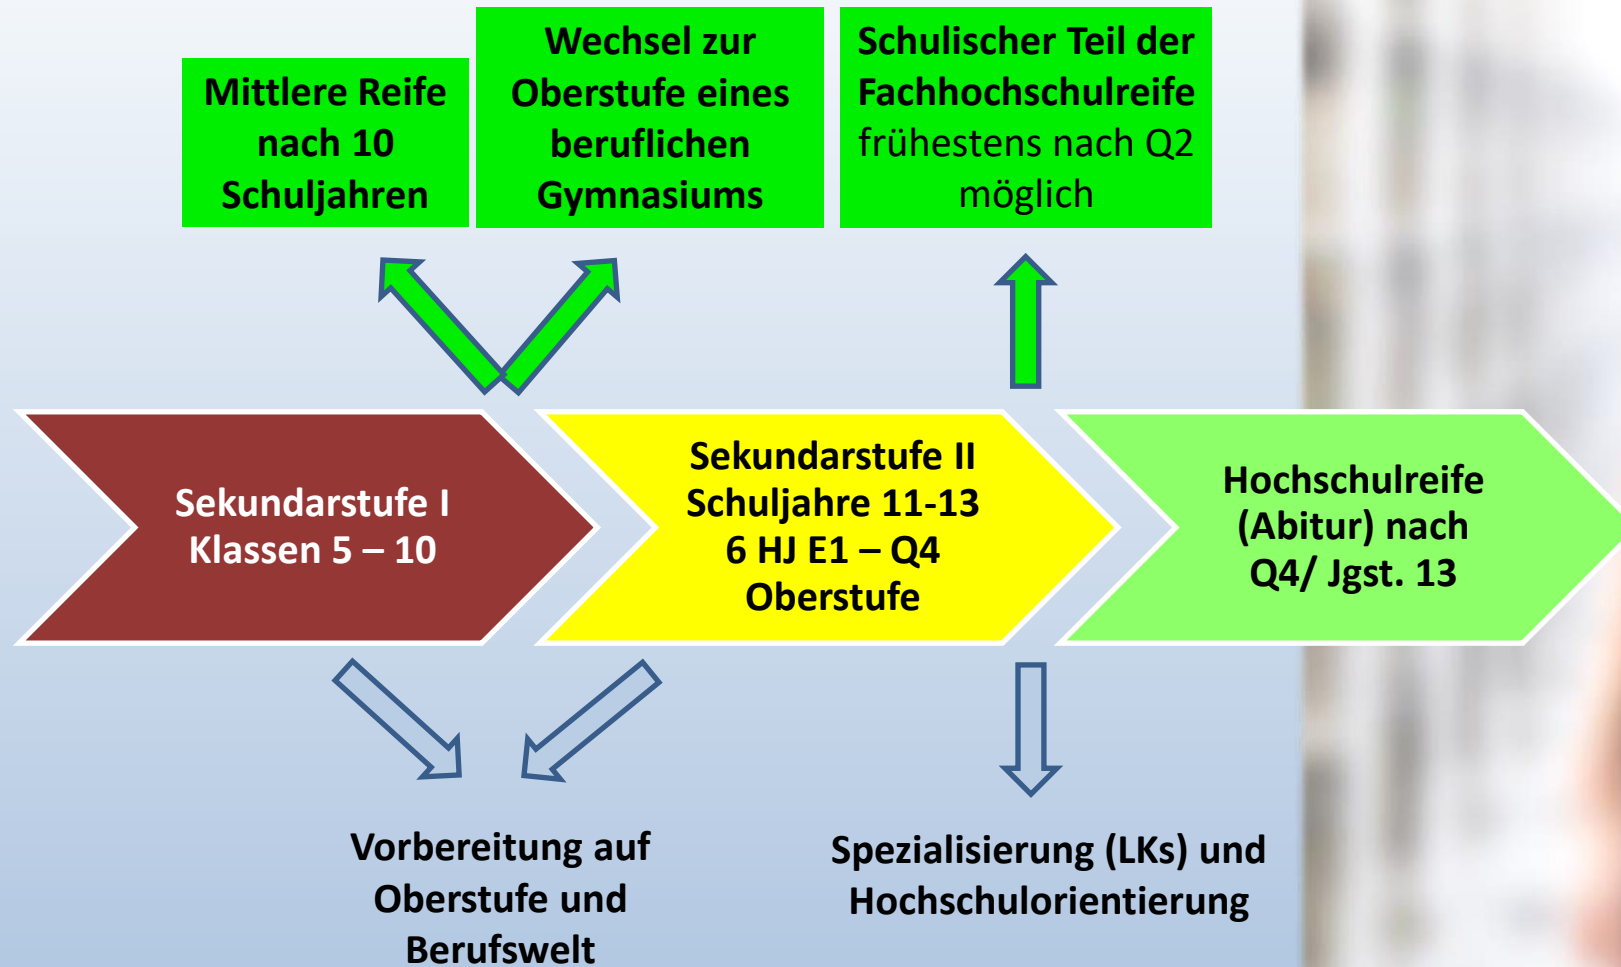 Mittlere Reife
nach 10
Schuljahren
Wechsel zur
Oberstufe eines
beruflichen
Gymnasiums
Schulischer Teil der
Fachhochschulreife
frühestens nach Q2
möglich
Sekundarstufe I
Klassen 5 – 10
Sekundarstufe II
Schuljahre 11-13
6 HJ E1 – Q4
Oberstufe
Hochschulreife
(Abitur) nach
Q4/ Jgst. 13
Vorbereitung auf
Oberstufe und
Berufswelt
Spezialisierung (LKs) und
Hochschulorientierung